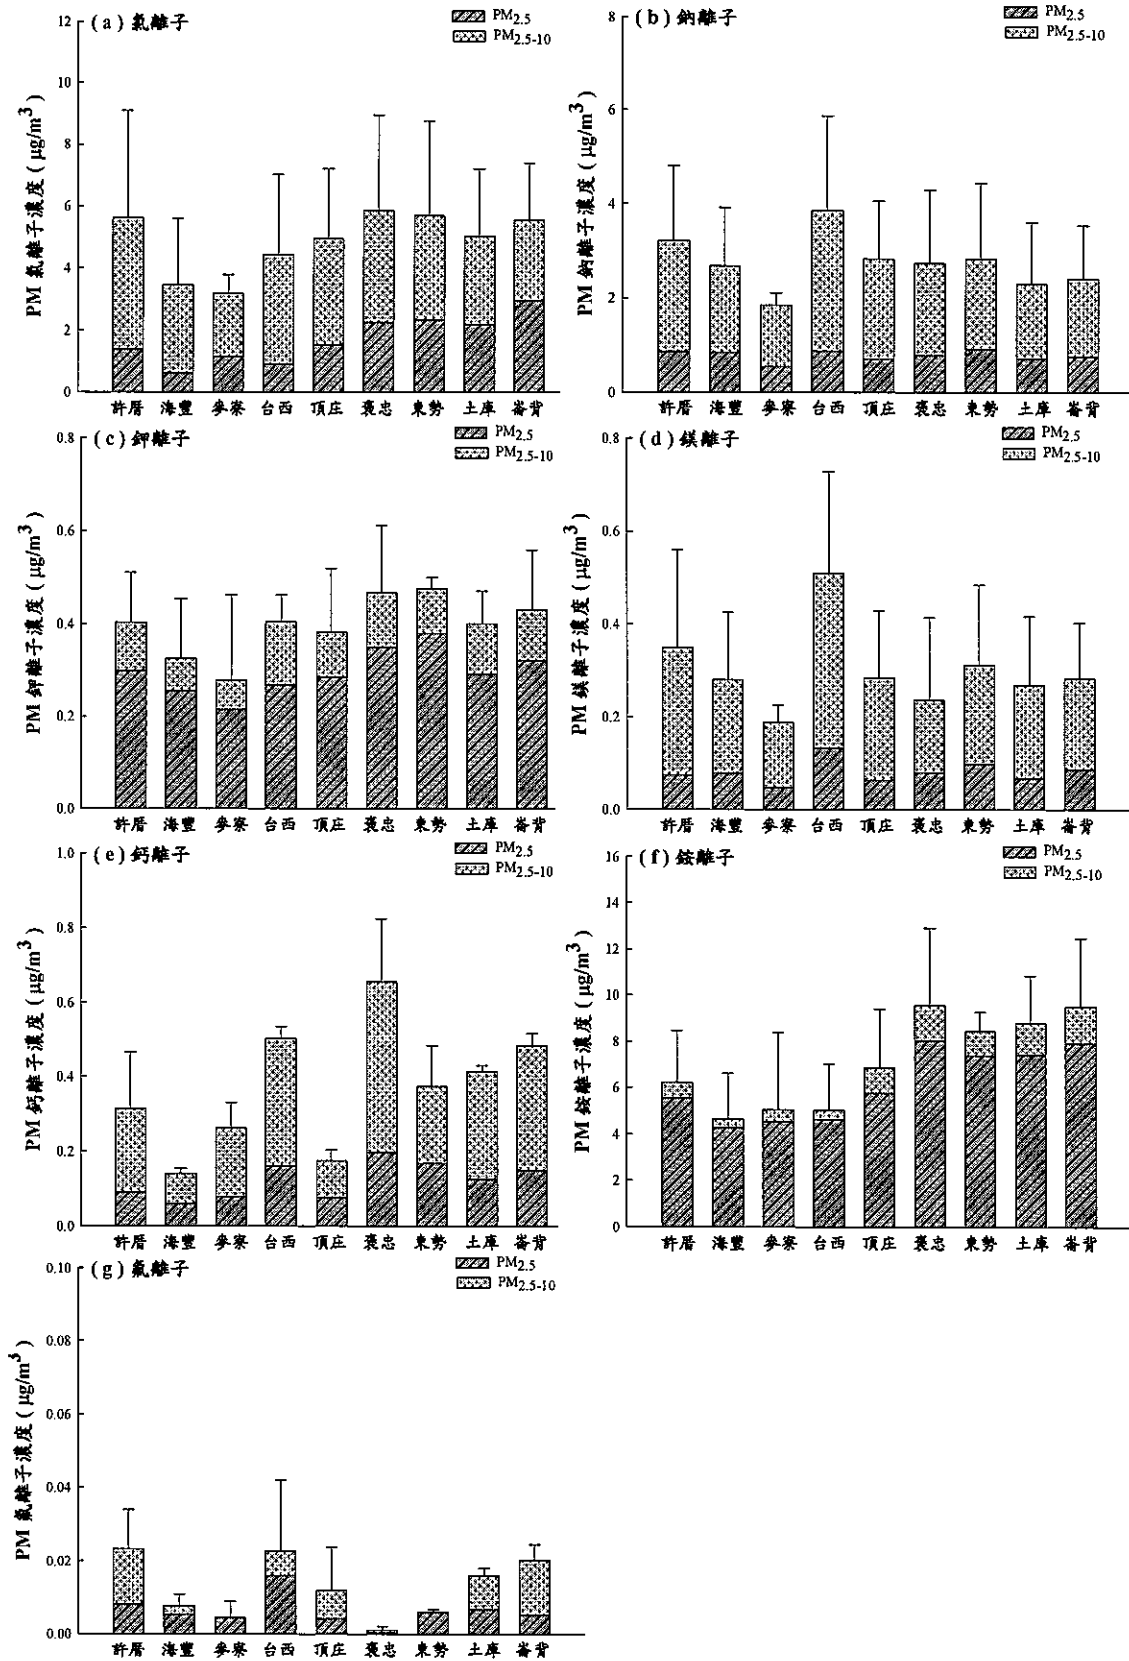 (a) 氯離子
PM2.5
PM2.5-10
PM 氯離子濃度 (μg/m3)
12
10
8
6
4
2
0
許厝 海豐 麥寮 台西 頂庄 褒忠 東勢 土庫 崙背
(b) 鈉離子
PM2.5
PM2.5-10
PM 鈉離子濃度 (μg/m3)
8
6
4
2
0
許厝 海豐 麥寮 台西 頂庄 褒忠 東勢 土庫 崙背
(c) 鉀離子
PM2.5
PM2.5-10
PM 鉀離子濃度 (μg/m3)
0.8
0.6
0.4
0.2
0.0
許厝 海豐 麥寮 台西 頂庄 褒忠 東勢 土庫 崙背
(d) 鎂離子
PM2.5
PM2.5-10
PM 鎂離子濃度 (μg/m3)
0.8
0.6
0.4
0.2
0.0
許厝 海豐 麥寮 台西 頂庄 褒忠 東勢 土庫 崙背
(e) 鈣離子
PM2.5
PM2.5-10
PM 鈣離子濃度 (μg/m3)
1.0
0.8
0.6
0.4
0.2
0.0
許厝 海豐 麥寮 台西 頂庄 褒忠 東勢 土庫 崙背
(f) 銨離子
PM2.5
PM2.5-10
PM 銨離子濃度 (μg/m3)
16
14
12
10
8
6
4
2
0
許厝 海豐 麥寮 台西 頂庄 褒忠 東勢 土庫 崙背
(g) 氟離子
PM2.5
PM2.5-10
PM 氟離子濃度 (μg/m3)
0.10
0.08
0.06
0.04
0.02
0.00
許厝 海豐 麥寮 台西 頂庄 褒忠 東勢 土庫 崙背